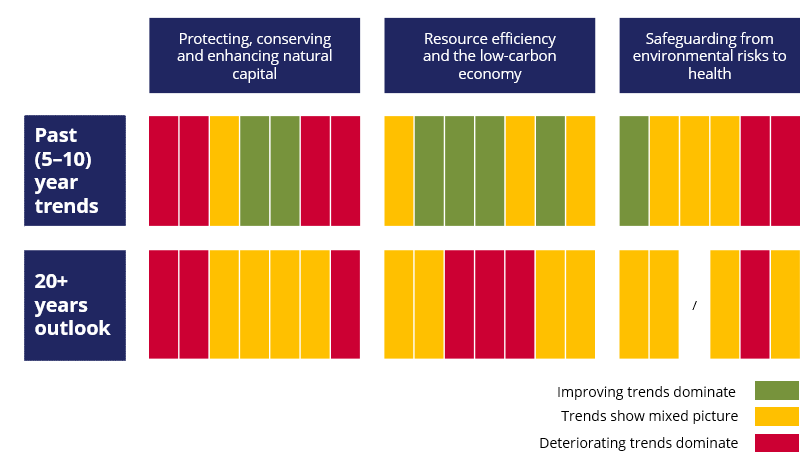 Protecting, conserving
and enhancing natural
capital
Resource efficiency
and the low-carbon
economy
Safeguarding from
environmental risks to
health
Past
(5–10)
year
trends
20+
years
outlook
/
Improving trends dominate
Trends show mixed picture
Deteriorating trends dominate